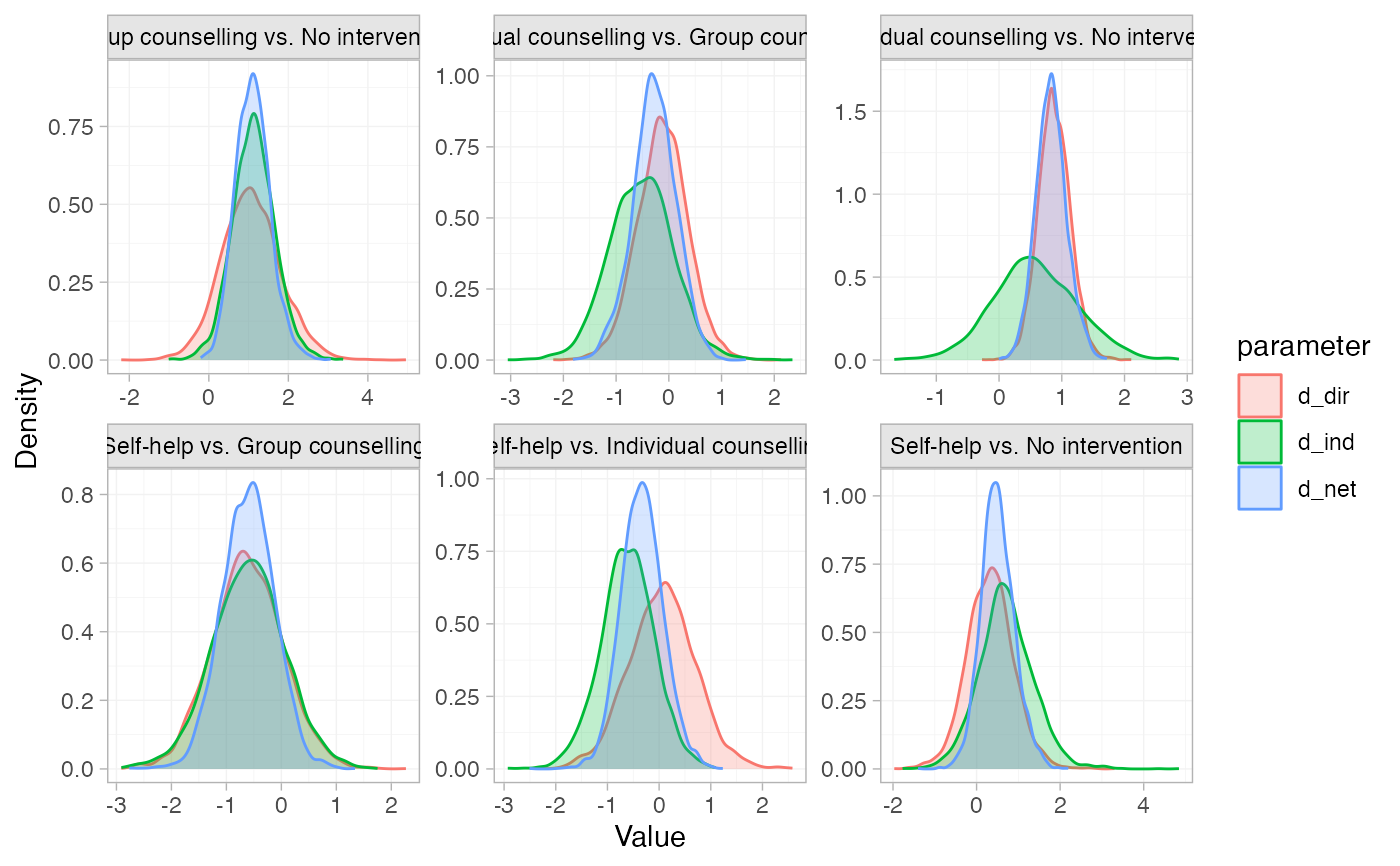 up counselling vs. No interven
ual counselling vs. Group coun
dual counselling vs. No interve
0.75
0.50
0.25
0.00
-2 0 2 4
1.00
0.75
0.50
0.25
0.00
-3 -2 -1 0 1 2
1.5
1.0
0.5
0.0
-1 0 1 2 3
Self-help vs. Group counselling
elf-help vs. Individual counsellin
Self-help vs. No intervention
0.8
0.6
0.4
0.2
0.0
-3 -2 -1 0 1 2
1.00
0.75
0.50
0.25
0.00
-3 -2 -1 0 1 2
1.00
0.75
0.50
0.25
0.00
-2 0 2 4
Density
Value
parameter
d_dir
d_ind
d_net